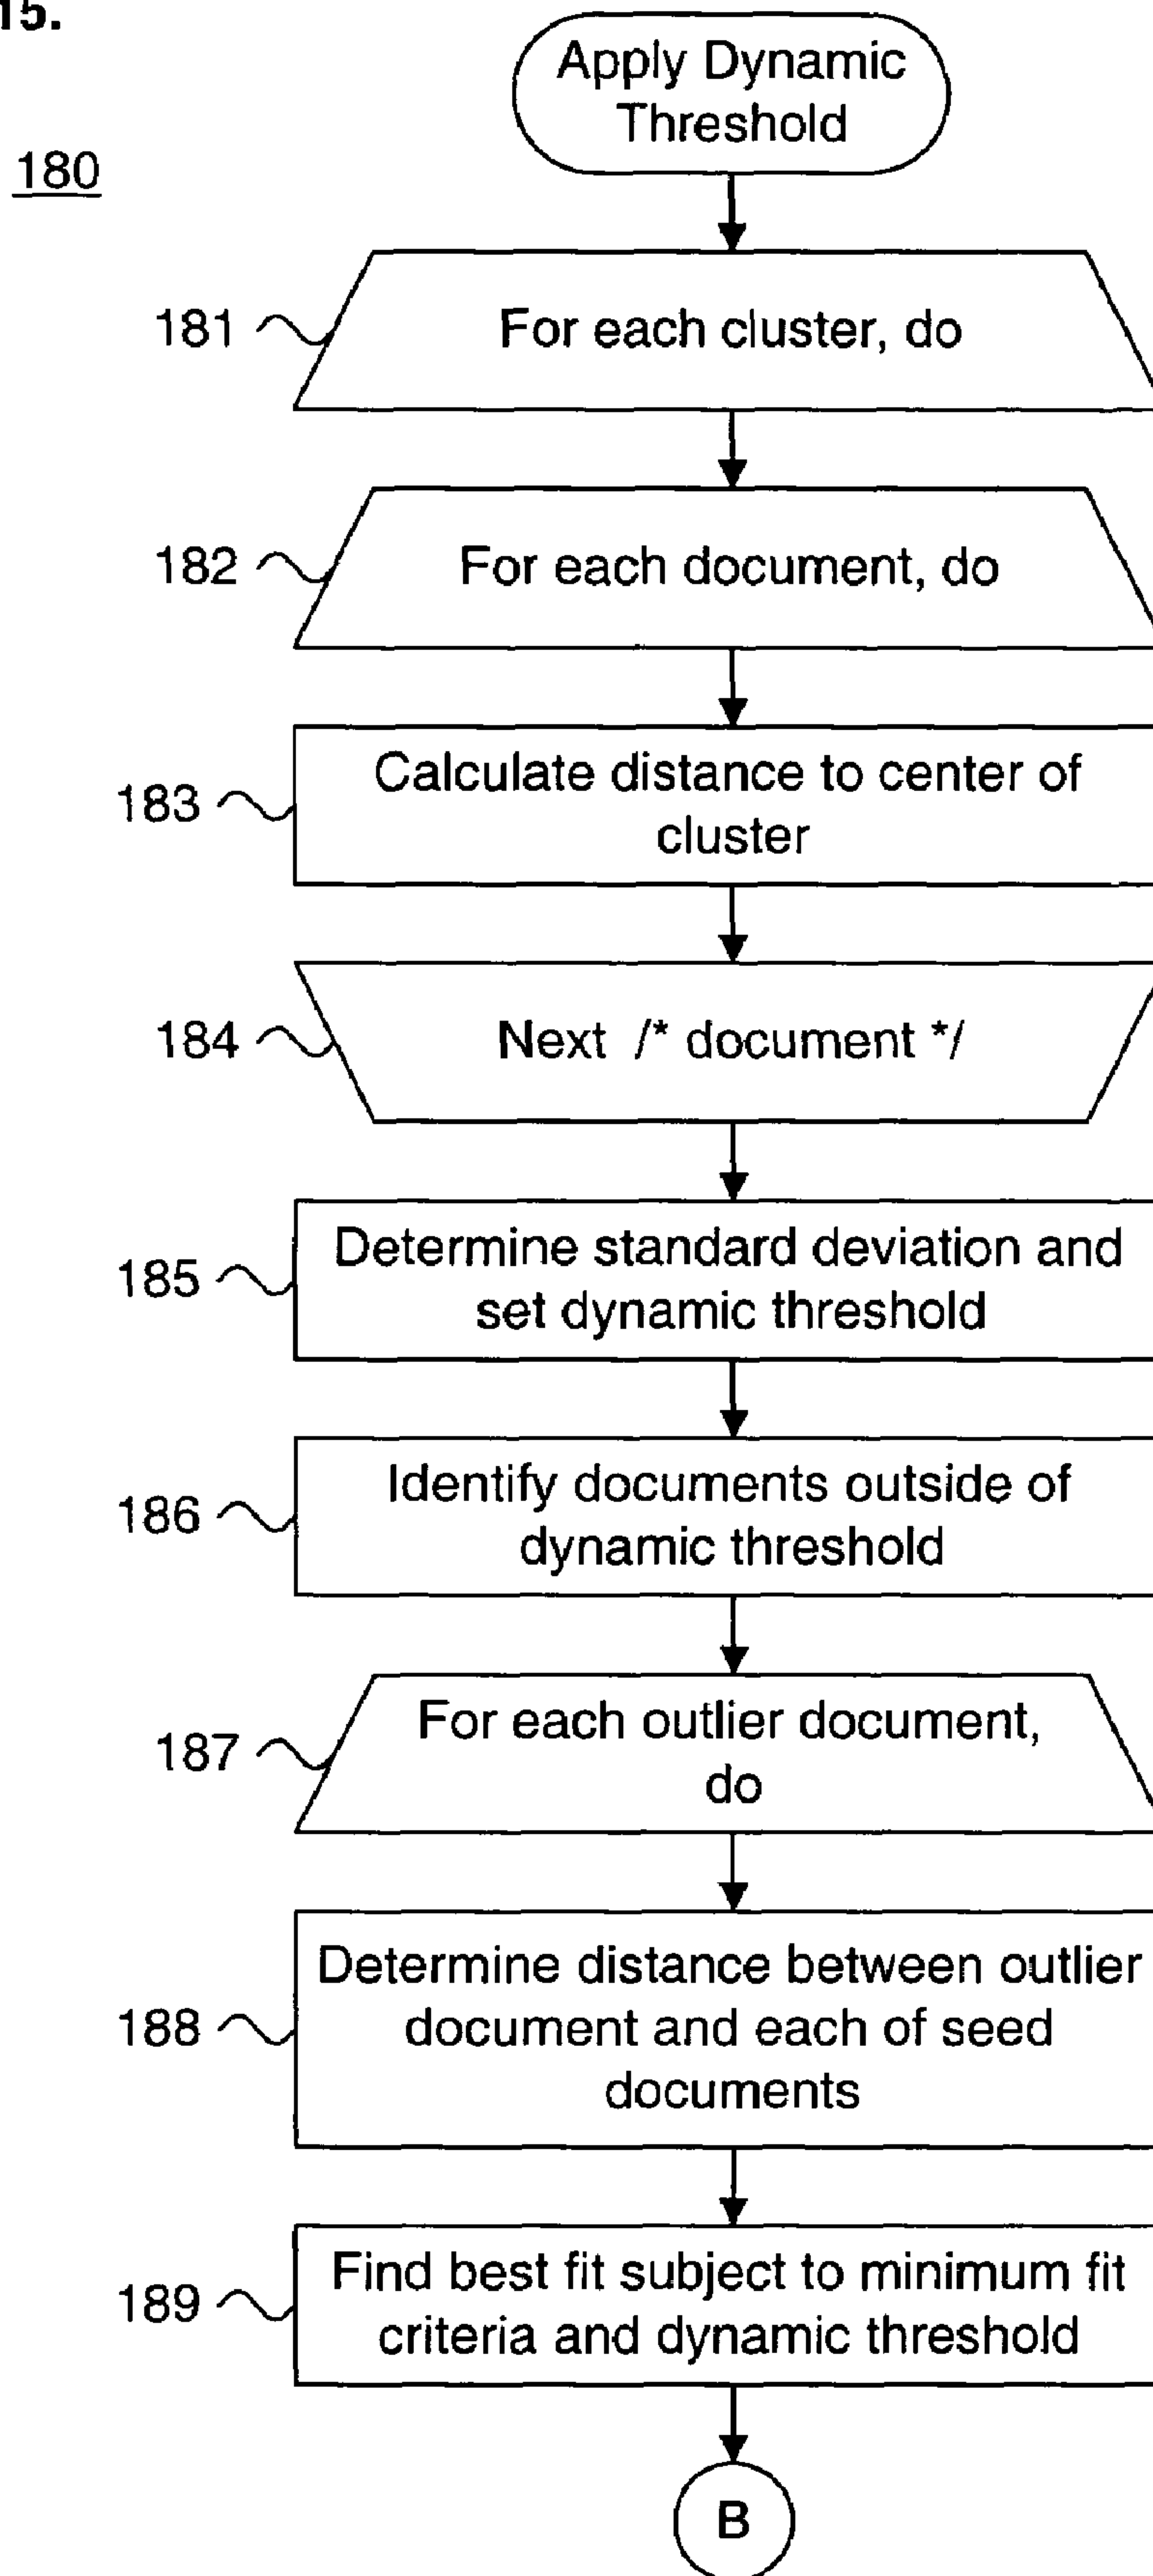 15.
Apply Dynamic
Threshold
180
181
For each cluster, do
182
For each document, do
183
Calculate distance to center of
cluster
184
Next /* document */
185
Determine standard deviation and
set dynamic threshold
186
Identify documents outside of
dynamic threshold
187
For each outlier document,
do
188
Determine distance between outlier
document and each of seed
documents
189
Find best fit subject to minimum fit
criteria and dynamic threshold
B